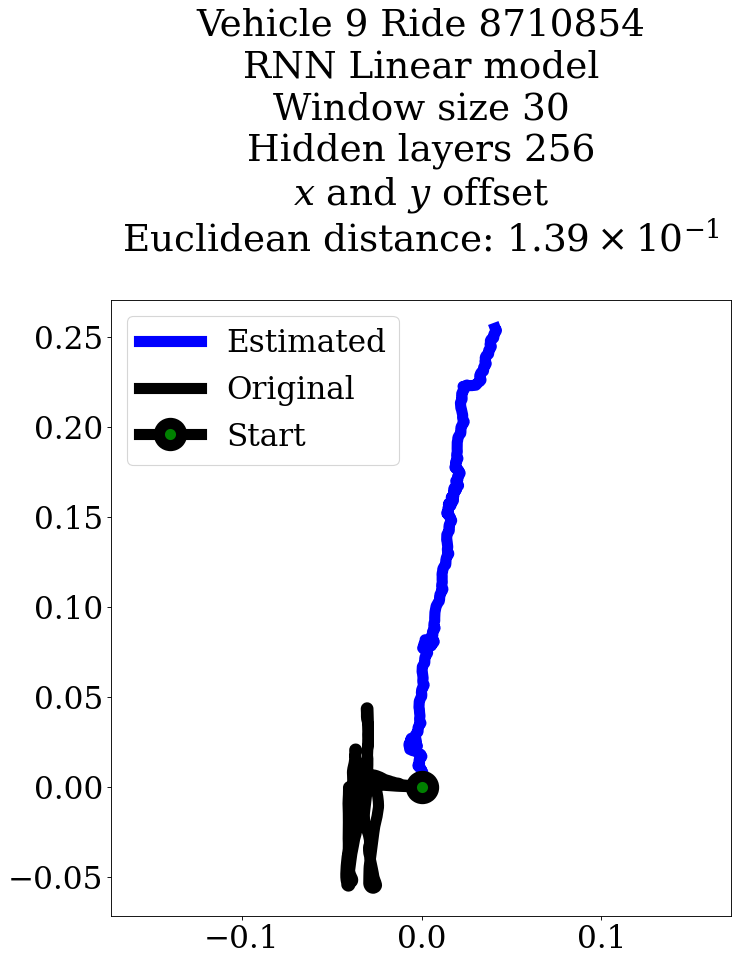 Vehicle 9 Ride 8710854
RNN Linear model
Window size 30
Hidden layers 256
x and y offset
Euclidean distance: 1.39 × 10⁻¹
Estimated
Original
Start
0.25
0.20
0.15
0.10
0.05
0.00
−0.05
−0.1 0.0 0.1